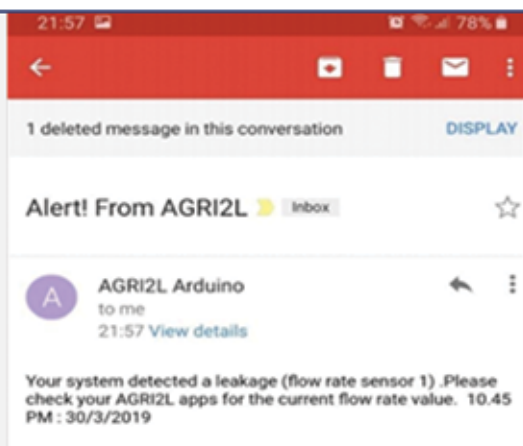 21:57 78%
1 deleted message in this conversation DISPLAY
Alert! From AGRI2L Inbox
A AGRI2L Arduino
to me
21:57 View details
Your system detected a leakage (flow rate sensor 1) .Please
check your AGRI2L apps for the current flow rate value. 10.45
PM : 30/3/2019